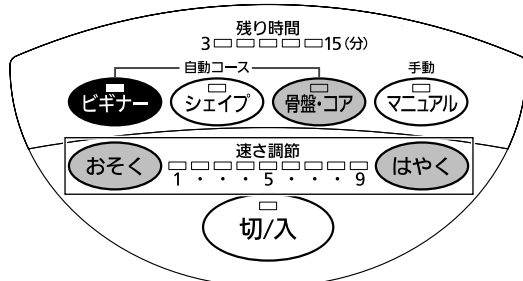 残り時間
3 15(分)
自動コース 手動
ビギナー シェイプ 骨盤・コア マニュアル
速さ調節
おそく はやく
1・・・5・・・9
切/入